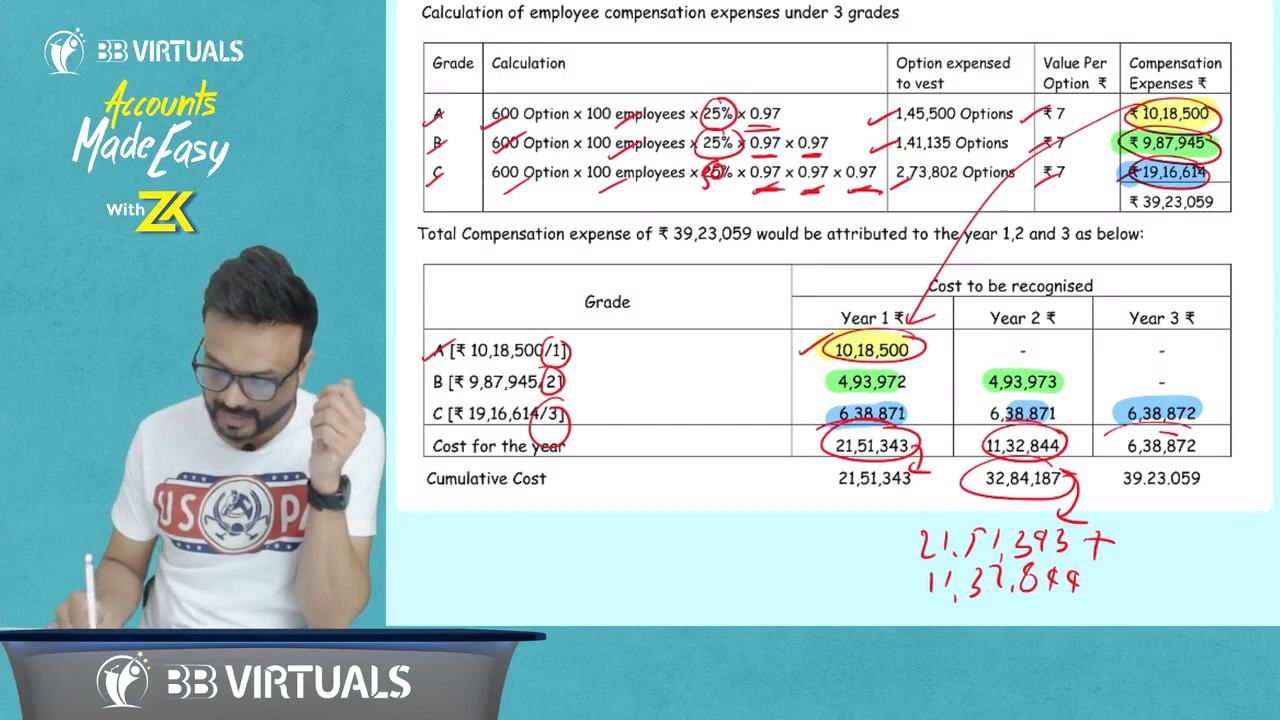 BB VIRTUALS
Accounts
Made Easy
With ZK
Calculation of employee compensation expenses under 3 grades
Grade Calculation Option expensed to vest Value Per Option ₹ Compensation Expenses ₹
A 600 Option x 100 employees x 25% x 0.97 1,45,500 Options ₹ 7 ₹ 10,18,500
B 600 Option x 100 employees x 25% x 0.97 x 0.97 1,41,135 Options ₹ 7 ₹ 9,87,945
C 600 Option x 100 employees x 25% x 0.97 x 0.97 x 0.97 2,73,802 Options ₹ 7 ₹ 19,16,614
₹ 39,23,059
Total Compensation expense of ₹ 39,23,059 would be attributed to the year 1,2 and 3 as below:
Grade Cost to be recognised
Year 1 ₹ Year 2 ₹ Year 3 ₹
A [₹ 10,18,500/1] 10,18,500 - -
B [₹ 9,87,945/2] 4,93,972 4,93,973 -
C [₹ 19,16,614/3] 6,38,871 6,38,871 6,38,872
Cost for the year 21,51,343 11,32,844 6,38,872
Cumulative Cost 21,51,343 32,84,187 39.23.059
21,51,343 +
11,32,844
US PA
BB VIRTUALS